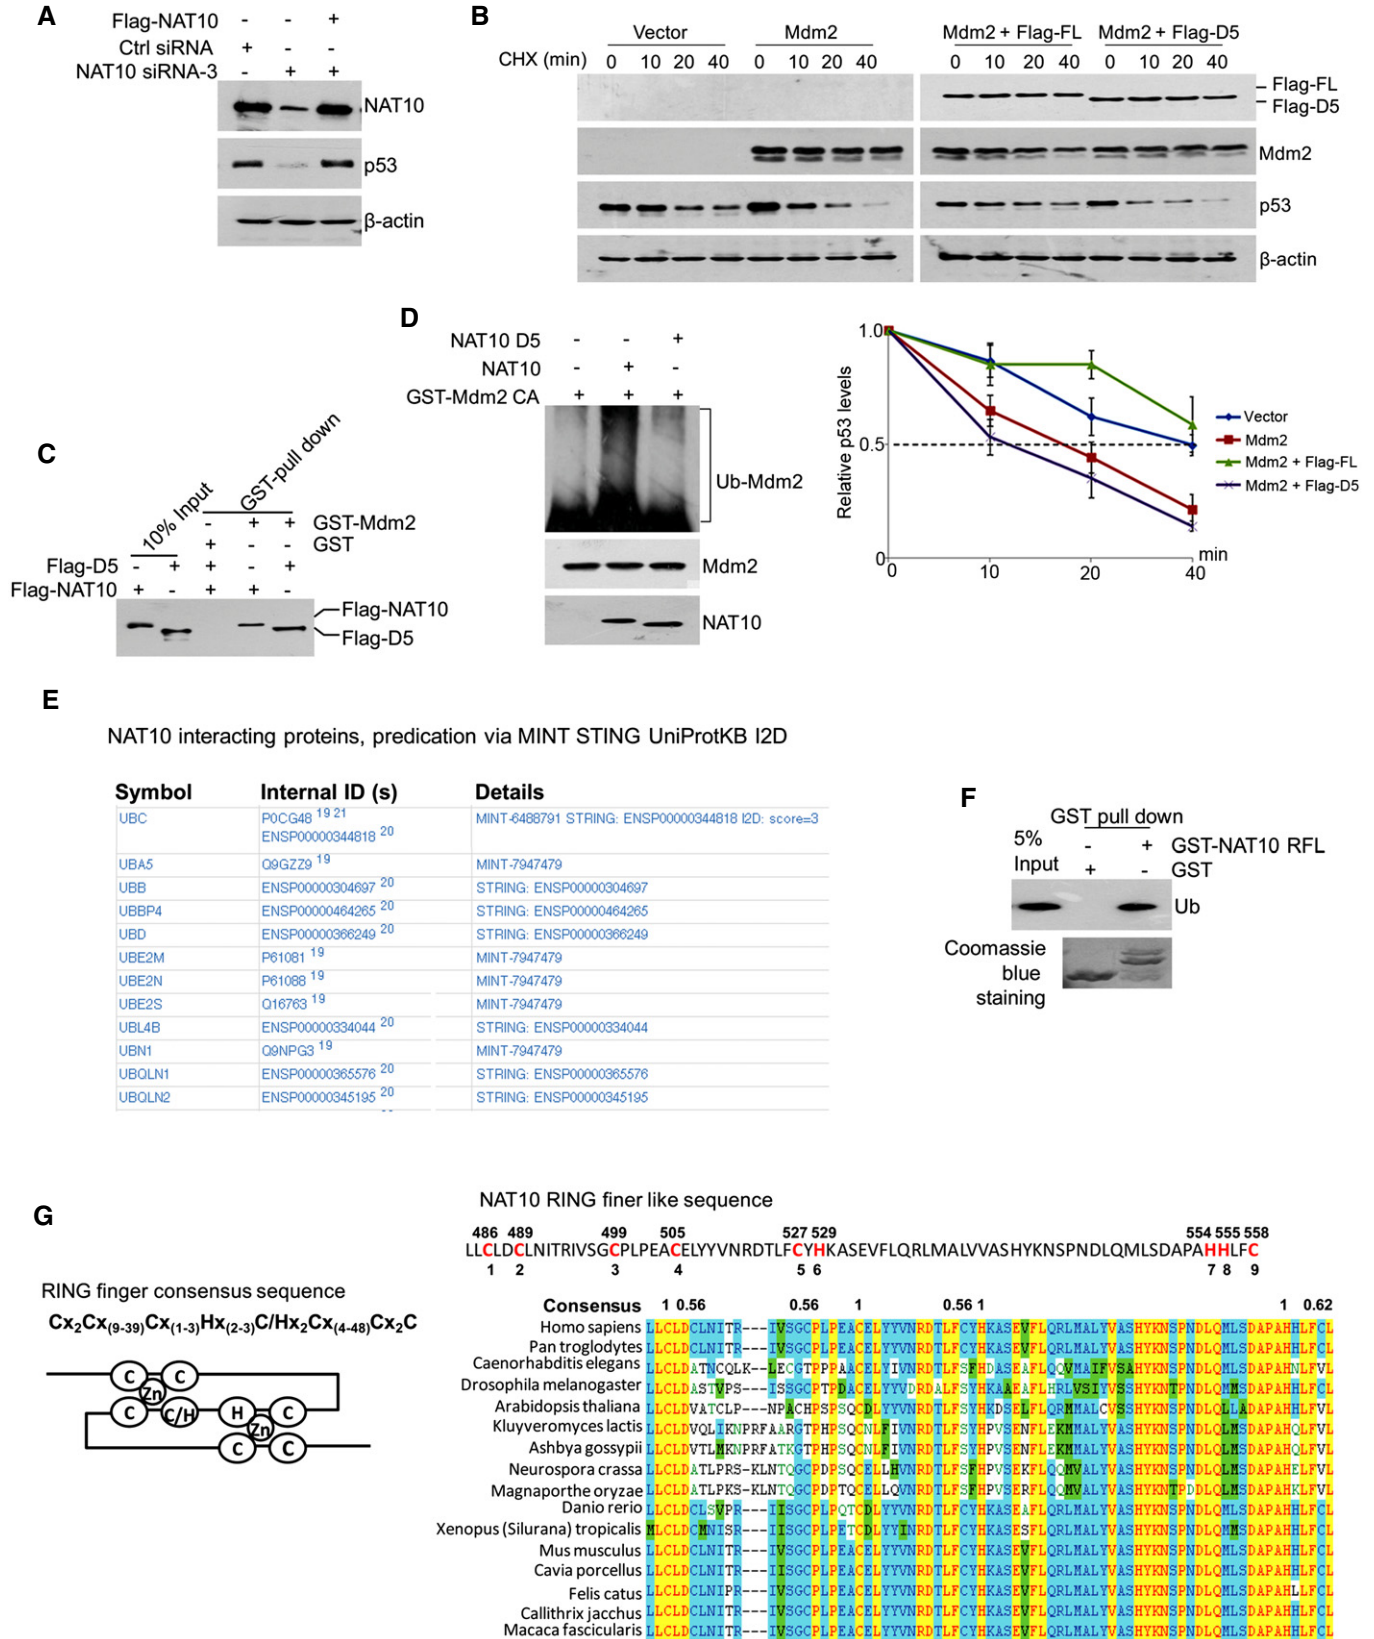 A
Flag-NAT10 - - +
Ctrl siRNA + - -
NAT10 siRNA-3 - + +
NAT10
p53
β-actin
B
Vector Mdm2 Mdm2 + Flag-FL Mdm2 + Flag-D5
CHX (min) 0 10 20 40 0 10 20 40 0 10 20 40 0 10 20 40
Flag-FL
Flag-D5
Mdm2
p53
β-actin
1.0
0.5
0
Relative p53 levels
0 10 20 40
min
Vector
Mdm2
Mdm2 + Flag-FL
Mdm2 + Flag-D5
C
10% Input
GST-pull down
- + + GST-Mdm2
+ - - GST
Flag-D5 - + + - +
Flag-NAT10 + - + + -
Flag-NAT10
Flag-D5
D
NAT10 D5 - - +
NAT10 - + -
GST-Mdm2 CA + + +
Ub-Mdm2
Mdm2
NAT10
E
NAT10 interacting proteins, predication via MINT STING UniProtKB I2D
Symbol Internal ID (s) Details
UBC P0CG48 19 21 MINT-6488791 STRING: ENSP00000344818 I2D: score=3
ENSP00000344818 20
UBA5 Q9GZZ9 19 MINT-7947479
UBB ENSP00000304697 20 STRING: ENSP00000304697
UBBP4 ENSP00000464265 20 STRING: ENSP00000464265
UBD ENSP00000366249 20 STRING: ENSP00000366249
UBE2M P61081 19 MINT-7947479
UBE2N P61088 19 MINT-7947479
UBE2S Q16763 19 MINT-7947479
UBL4B ENSP00000334044 20 STRING: ENSP00000334044
UBN1 Q9NPG3 19 MINT-7947479
UBQLN1 ENSP00000365576 20 STRING: ENSP00000365576
UBQLN2 ENSP00000345195 20 STRING: ENSP00000345195
F
GST pull down
5% Input
- + GST-NAT10 RFL
+ - GST
Ub
Coomassie
blue
staining
G
RING finger consensus sequence
Cx2Cx(9-39)Cx(1-3)Hx(2-3)C/Hx2Cx(4-48)Cx2C
C C
Zn
C C/H H C
Zn
C C
NAT10 RING finer like sequence
486 489 499 505 527 529 554 555 558
LLCLDCLNITRIVSGCPLPEACELYYVNRDTLFCYHKASEVFLQRLMALYVASHYKNSPNDLQMLSDAPAHHLFC
1 2 3 4 5 6 7 8 9
Consensus 1 0.56 0.56 1 0.56 1 1 0.62
Homo sapiens LLCLDCLNITR---IVSGCPLPEACELYYVNRDTLFCYHKASEVFLQRLMALYVASHYKNSPNDLQMLSDAPAHHLFCL
Pan troglodytes LLCLDCLNITR---IVSGCPLPEACELYYVNRDTLFCYHKASEVFLQRLMALYVASHYKNSPNDLQMLSDAPAHHLFCL
Caenorhabditis elegans
Drosophila melanogaster
Arabidopsis thaliana
Kluyveromyces lactis
Ashbya gossypii
Neurospora crassa
Magnaporthe oryzae
Danio rerio
Xenopus (Silurana) tropicalis
Mus musculus LLCLDCLNITR---IVSGCPLPEACELYYVNRDTLFCYHKASEVFLQRLMALYVASHYKNSPNDLQMLSDAPAHHLFCL
Cavia porcellus
Felis catus
Callithrix jacchus
Macaca fascicularis